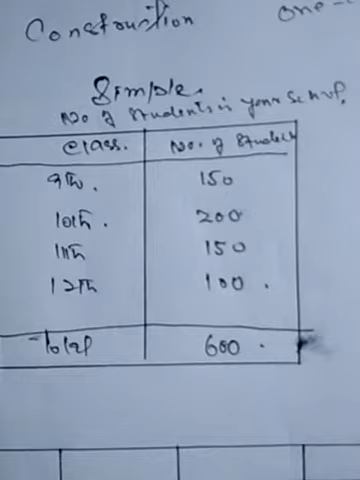 Construction one-
Simple.
No of students in your School.
Class. No. of Students
9th. 150
10th. 200
11th 150
12th 100.
Total 600.